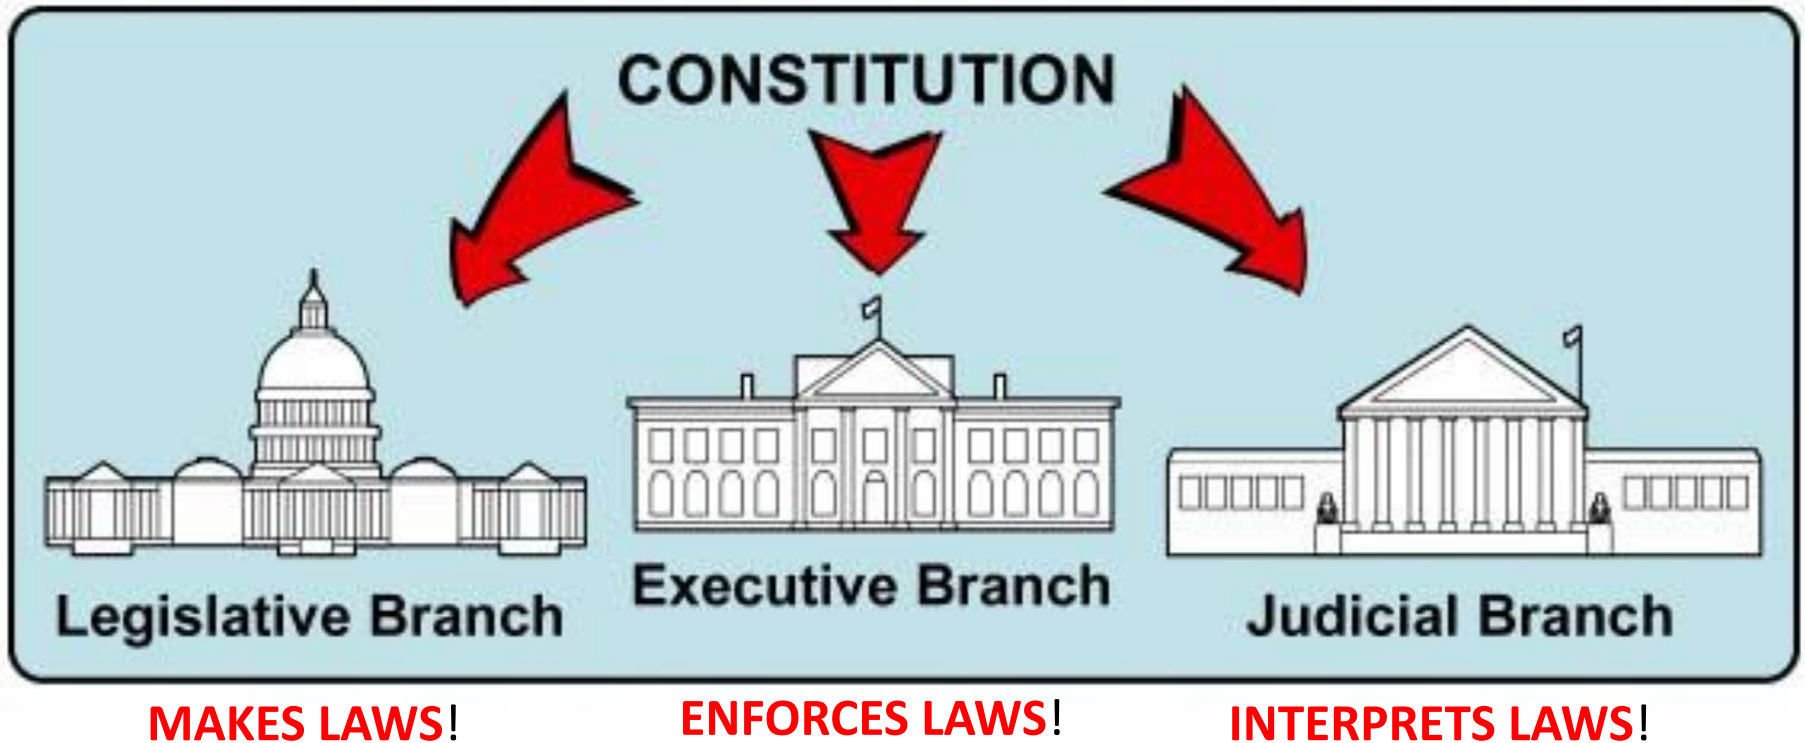 CONSTITUTION
Legislative Branch
Executive Branch
Judicial Branch
MAKES LAWS!
ENFORCES LAWS!
INTERPRETS LAWS!